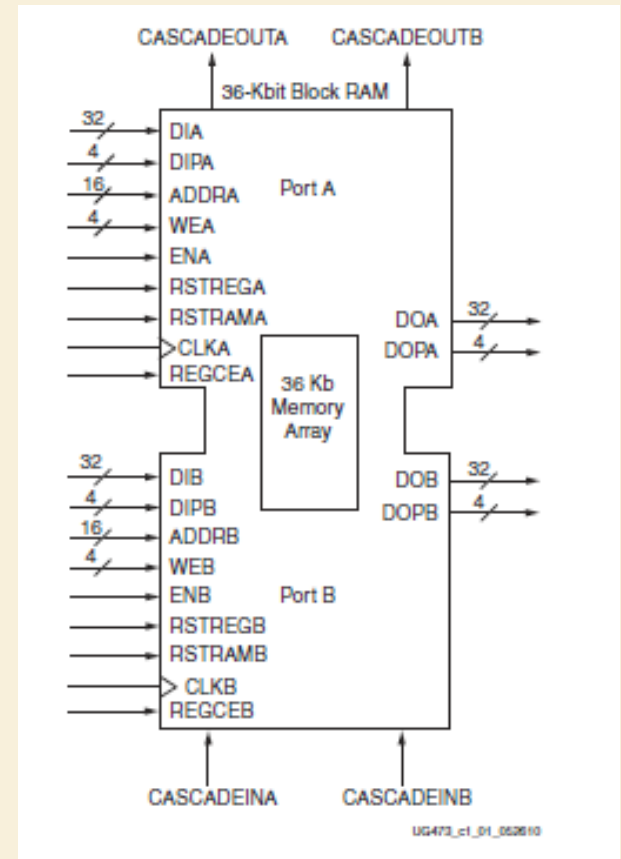 CASCADEOUTA CASCADEOUTB
36-Kbit Block RAM
32 DIA
4 DIPA
16 ADDRA Port A
4 WEA
ENA
RSTREGA
RSTRAMA DOA 32
CLKA DOPA 4
REGCEA
36 Kb
Memory
Array
32 DIB DOB 32
4 DIPB DOPB 4
16 ADDRB
4 WEB
ENB Port B
RSTREGB
RSTRAMB
CLKB
REGCEB
CASCADEINA CASCADEINB
UG473_c1_01_052610